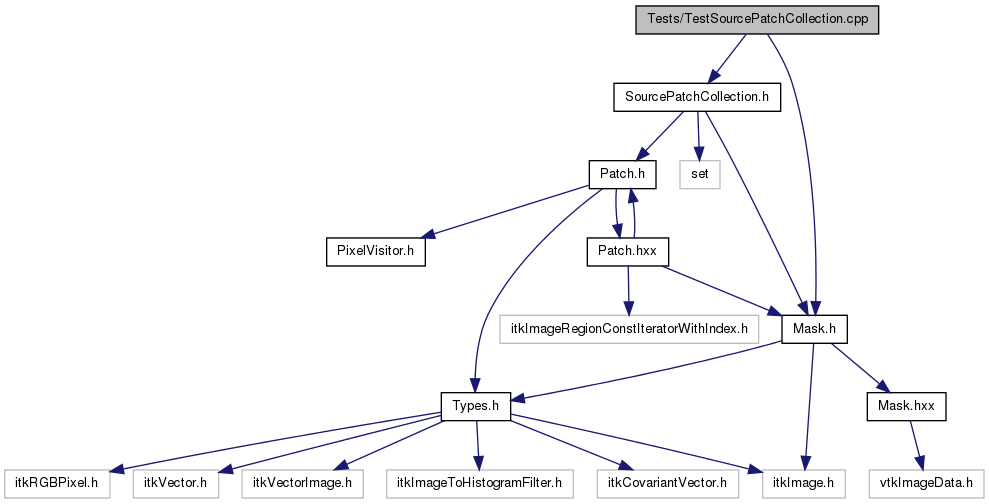 Tests/TestSourcePatchCollection.cpp
SourcePatchCollection.h
Patch.h
set
PixelVisitor.h
Patch.hxx
itkImageRegionConstIteratorWithIndex.h
Mask.h
Types.h
Mask.hxx
itkRGBPixel.h
itkVector.h
itkVectorImage.h
itkImageToHistogramFilter.h
itkCovariantVector.h
itkImage.h
vtkImageData.h